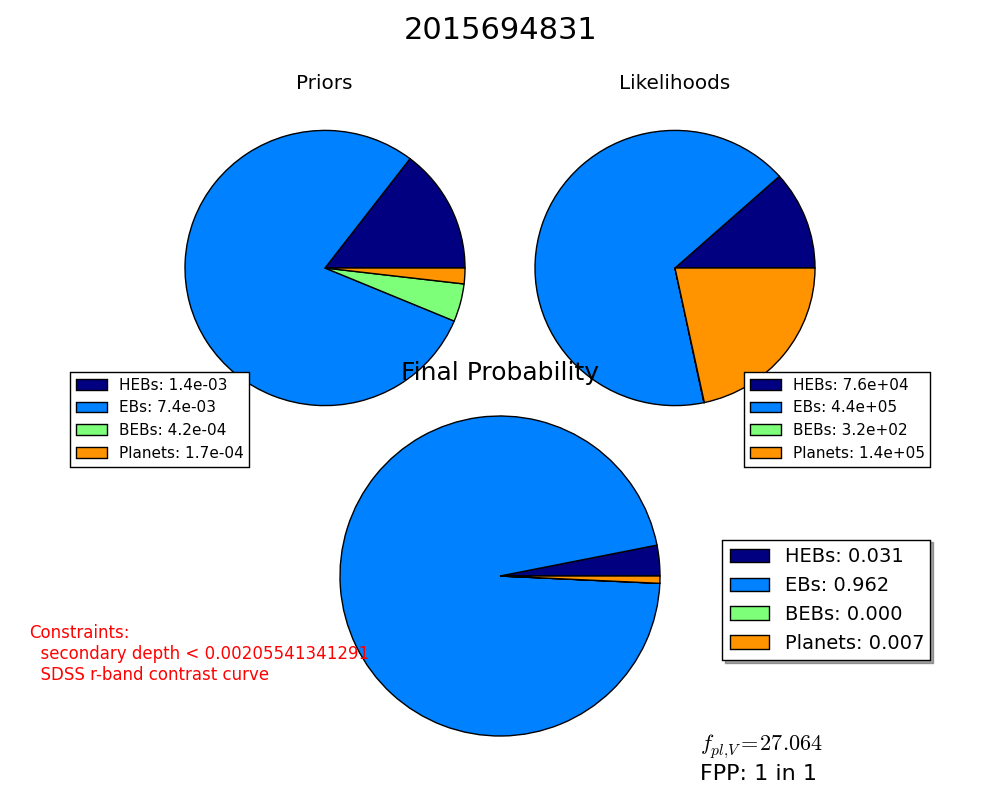 2015694831
Priors
Likelihoods
HEBs: 1.4e-03
EBs: 7.4e-03
BEBs: 4.2e-04
Planets: 1.7e-04
HEBs: 7.6e+04
EBs: 4.4e+05
BEBs: 3.2e+02
Planets: 1.4e+05
Final Probability
HEBs: 0.031
EBs: 0.962
BEBs: 0.000
Planets: 0.007
Constraints:
secondary depth < 0.00205541341291
SDSS r-band contrast curve
f_{pl,V}=27.064
FPP: 1 in 1